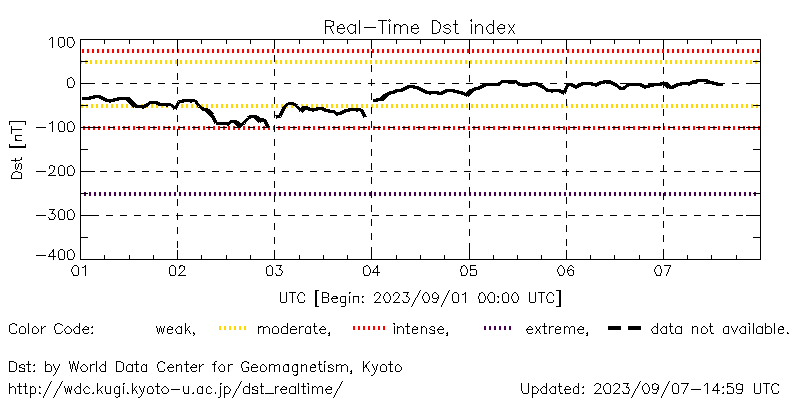 Real-Time Dst index
100
0
-100
-200
-300
-400
Dst [nT]
01 02 03 04 05 06 07
UTC [Begin: 2023/09/01 00:00 UTC]
Color Code: weak, moderate, intense, extreme, data not available.
Dst: by World Data Center for Geomagnetism, Kyoto
http://wdc.kugi.kyoto-u.ac.jp/dst_realtime/ Updated: 2023/09/07-14:59 UTC